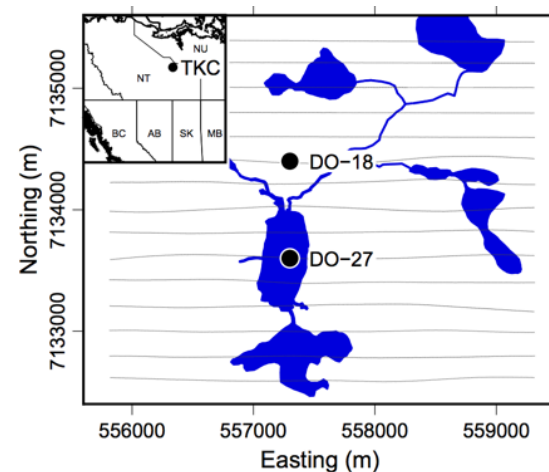 NU
TKC
NT
BC AB SK MB
7135000
DO-18
Northing (m)
7134000
DO-27
7133000
556000 557000 558000 559000
Easting (m)